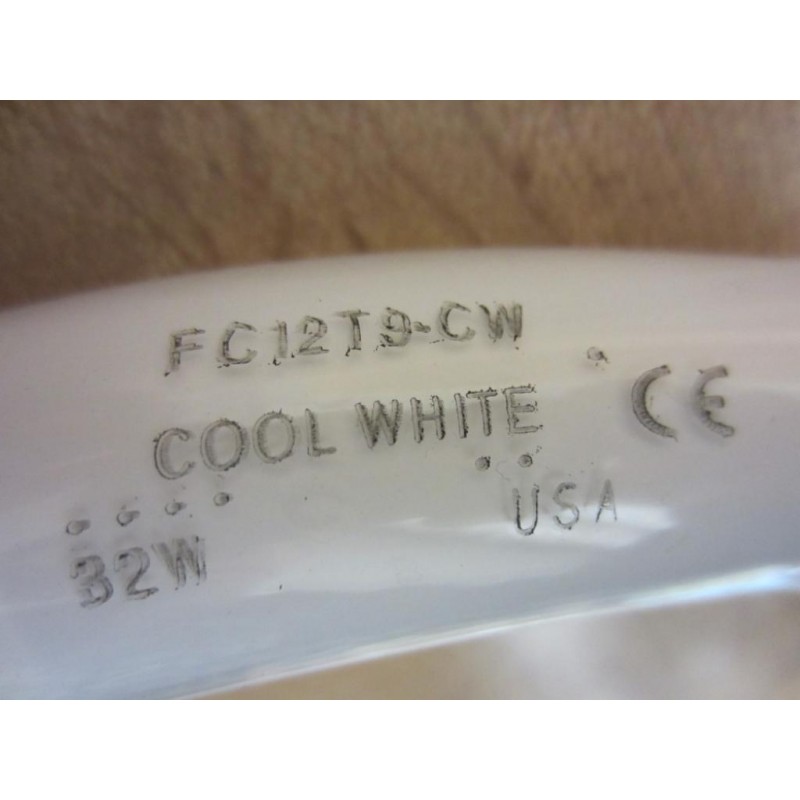 FC12T9-CW
COOL WHITE CE
32W USA